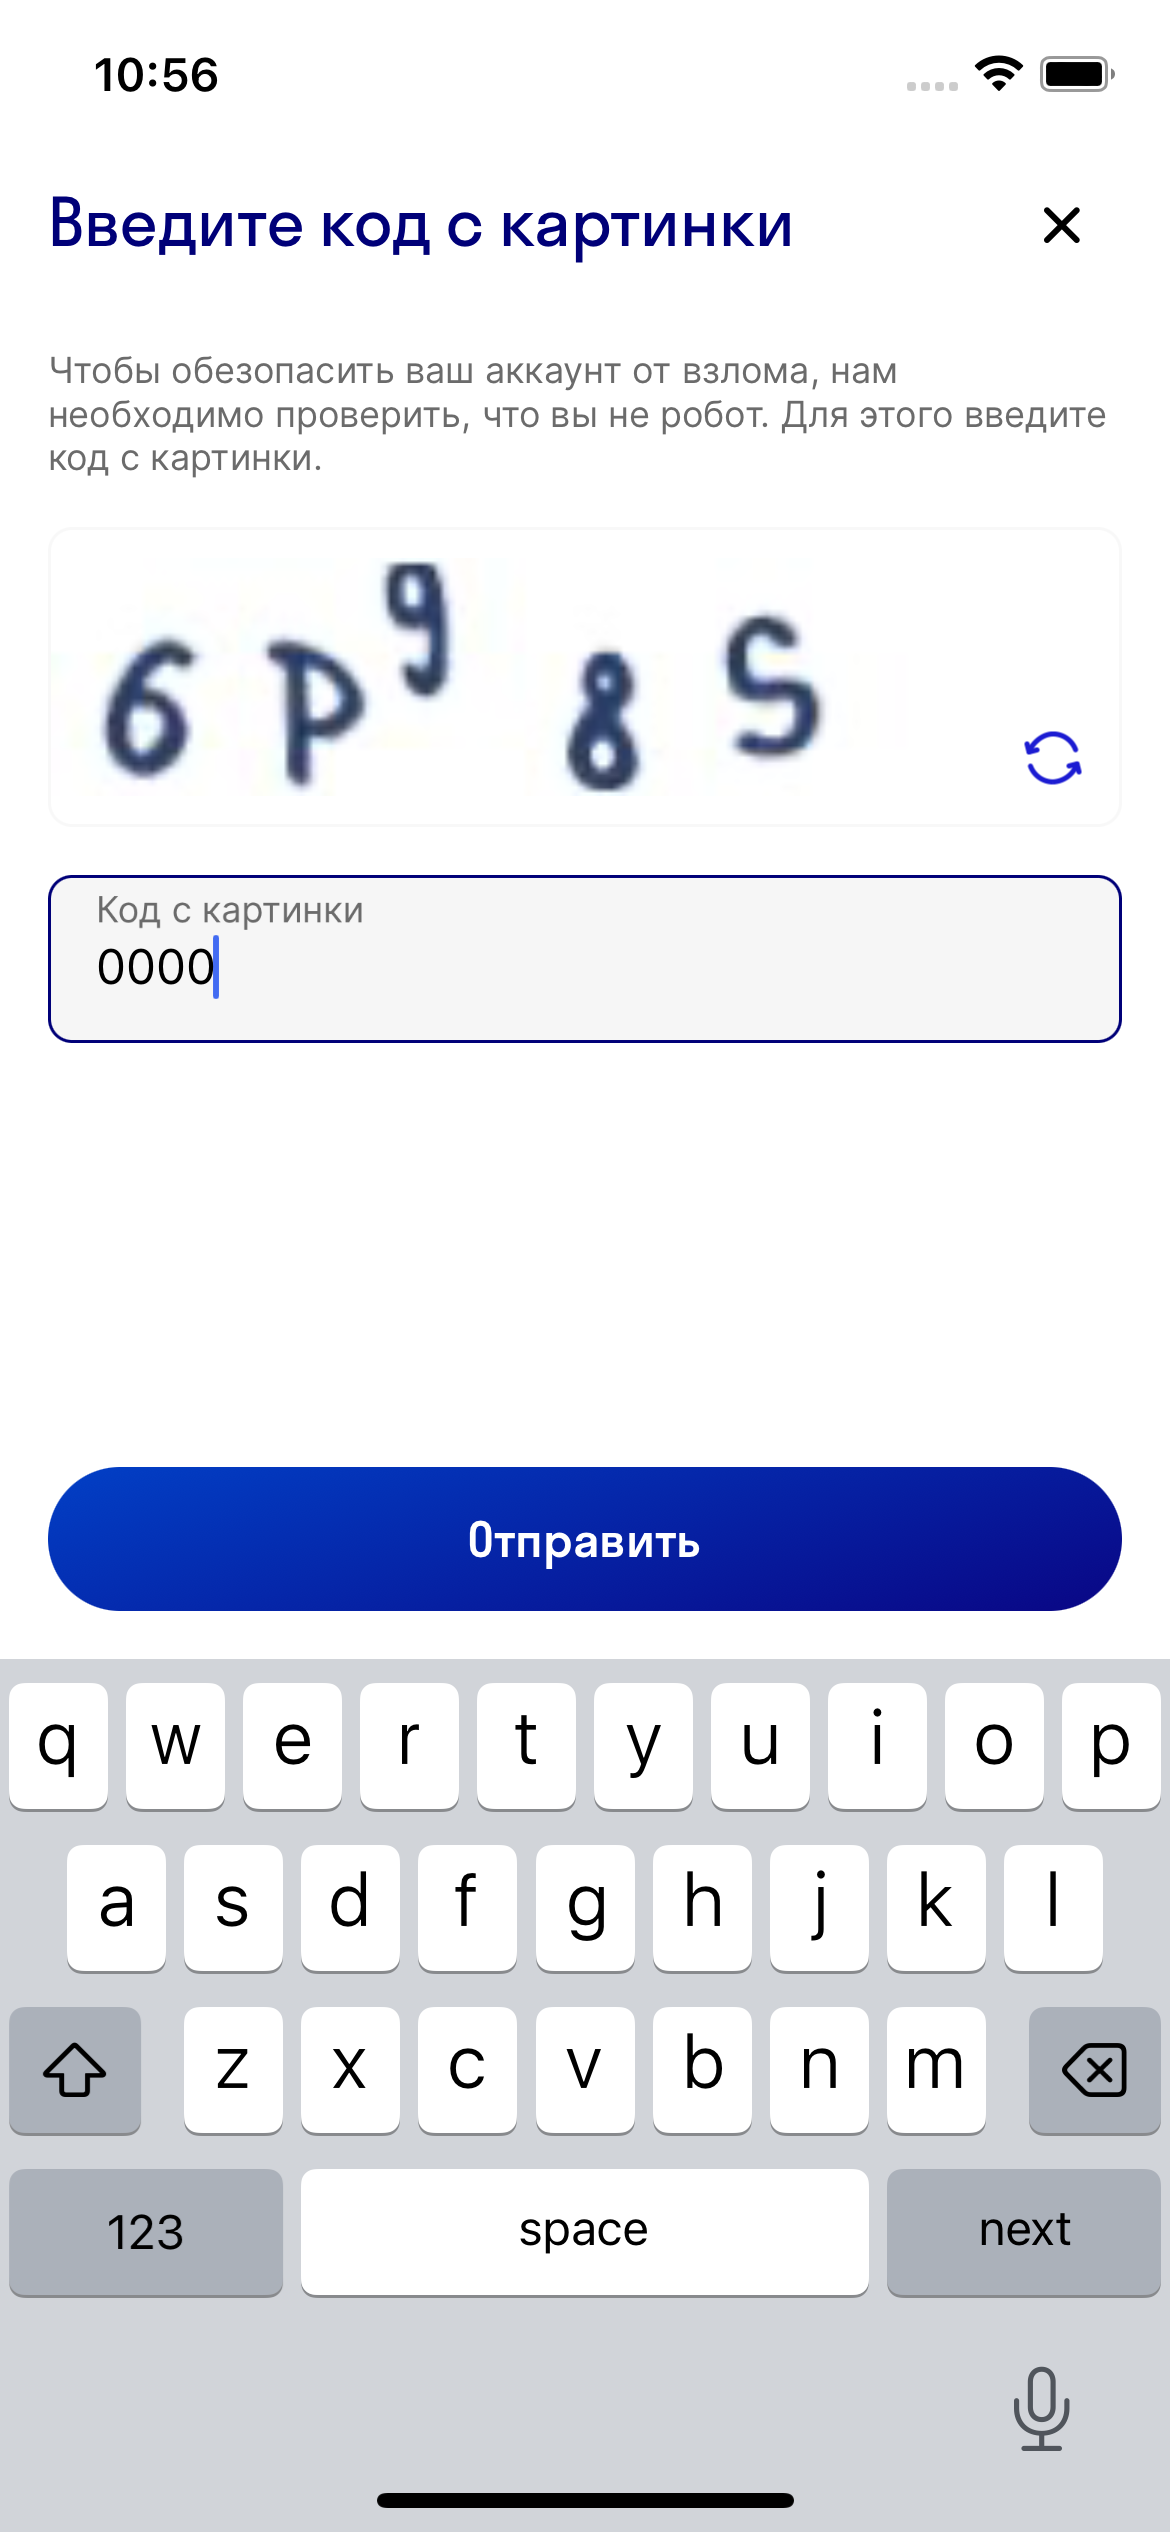 10:56
Введите код с картинки
Чтобы обезопасить ваш аккаунт от взлома, нам
необходимо проверить, что вы не робот. Для этого введите
код с картинки.
6 P 9 8 S
Код с картинки
0000
Отправить
q w e r t y u i o p
a s d f g h j k l
z x c v b n m
123 space next